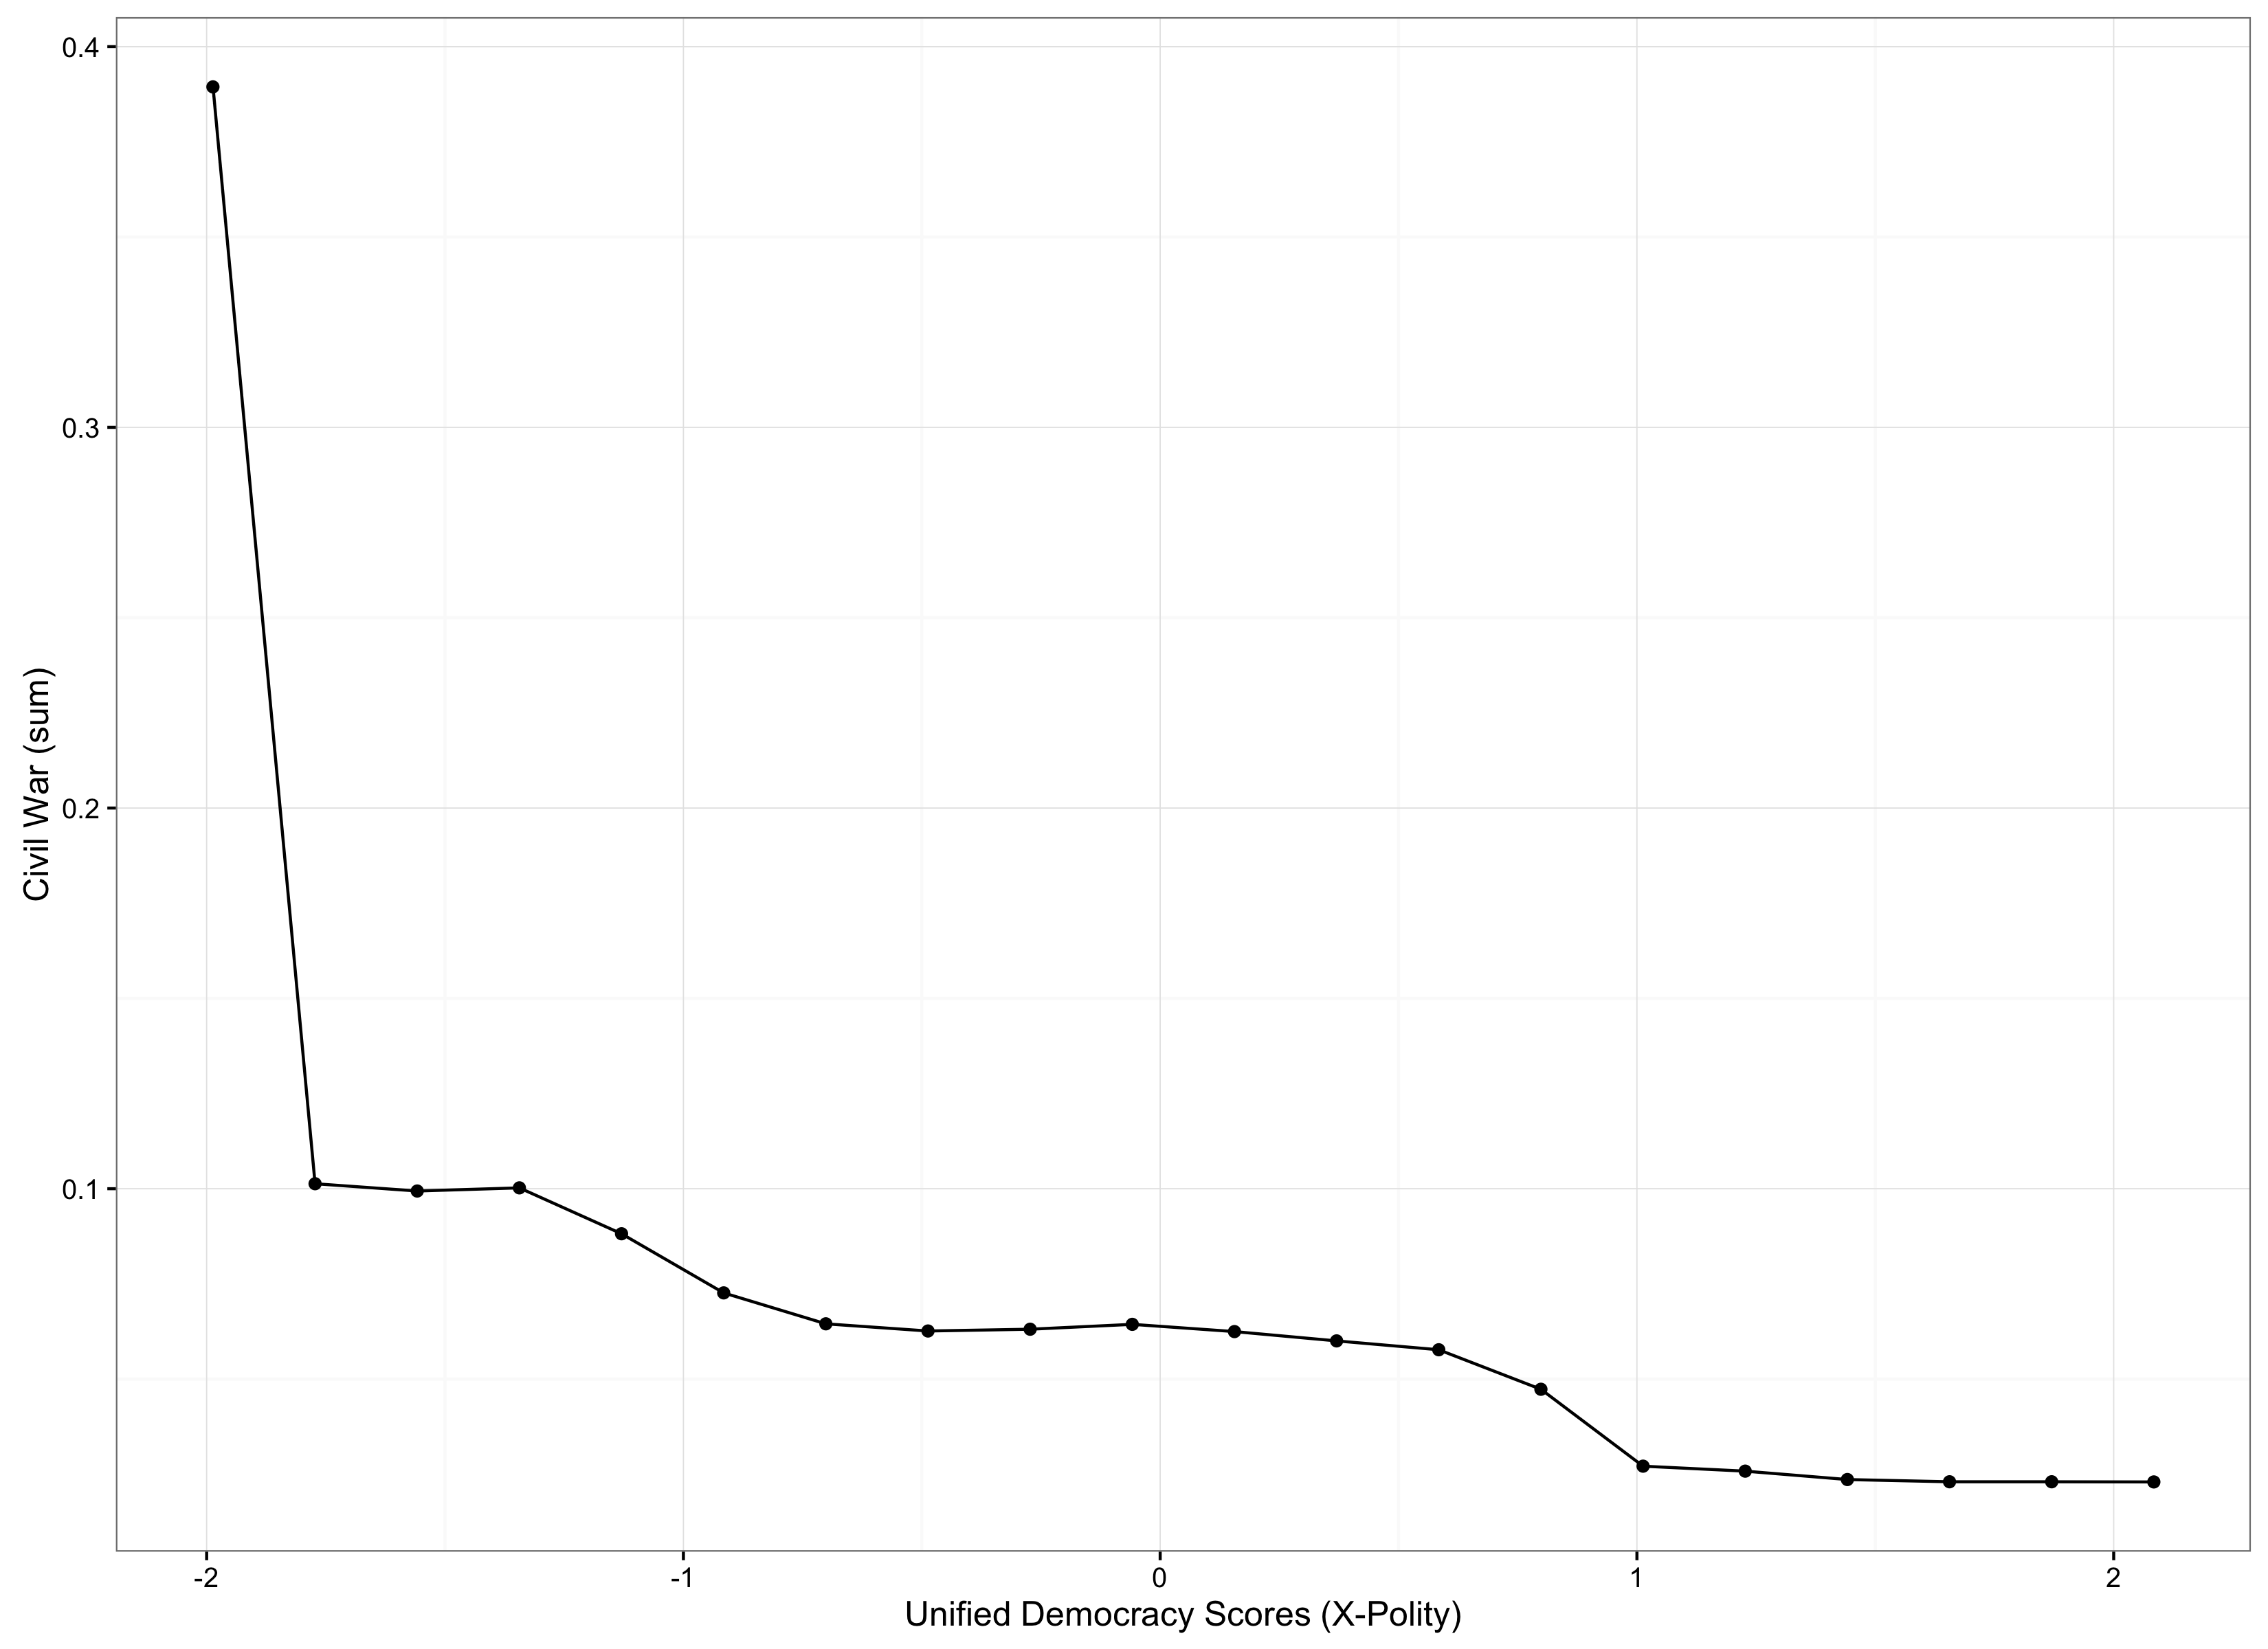 0.4
0.3
0.2
0.1
Civil War (sum)
-2 -1 0 1 2
Unified Democracy Scores (X-Polity)